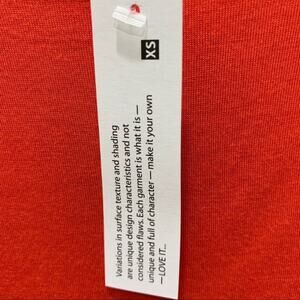 XS
Variations in surface texture and shading
are unique design characteristics and not
considered flaws. Each garment is what it is —
unique and full of character — make it your own
—LOVE IT...